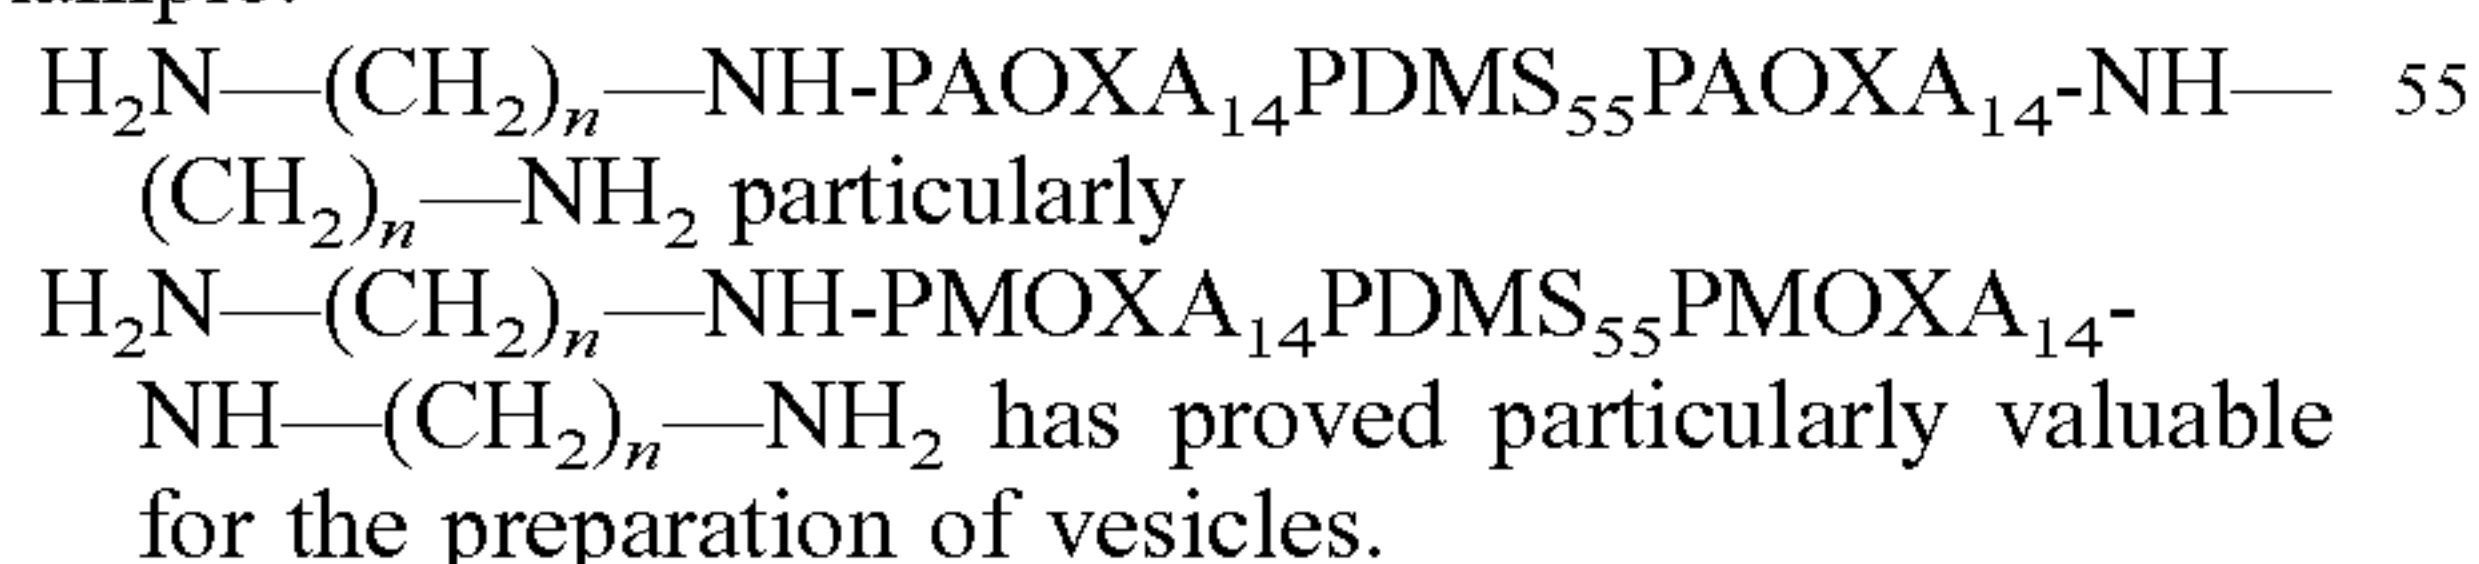 H₂N—(CH₂)ₙ—NH-PAOXA₁₄PDMS₅₅PAOXA₁₄-NH— 55
(CH₂)ₙ—NH₂ particularly
H₂N—(CH₂)ₙ—NH-PMOXA₁₄PDMS₅₅PMOXA₁₄-
NH—(CH₂)ₙ—NH₂ has proved particularly valuable
for the preparation of vesicles.